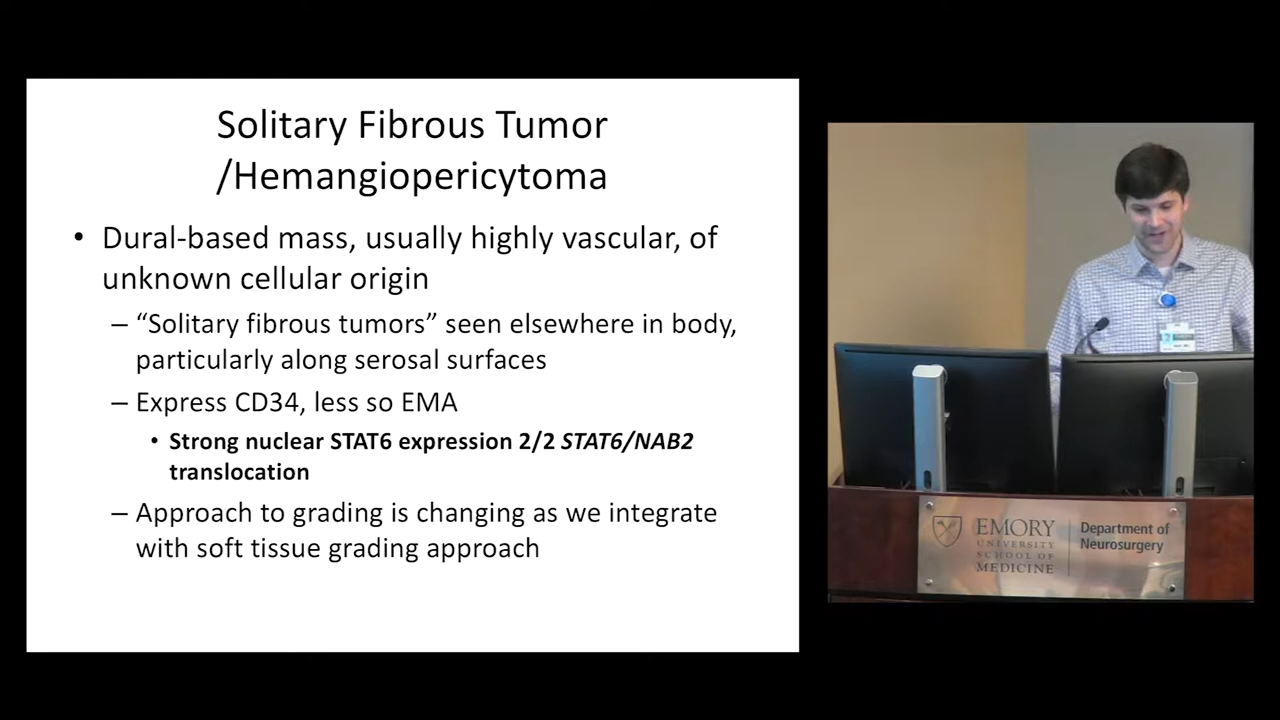 Solitary Fibrous Tumor
/Hemangiopericytoma
• Dural-based mass, usually highly vascular, of
unknown cellular origin
– “Solitary fibrous tumors” seen elsewhere in body,
particularly along serosal surfaces
– Express CD34, less so EMA
• Strong nuclear STAT6 expression 2/2 STAT6/NAB2
translocation
– Approach to grading is changing as we integrate
with soft tissue grading approach
EMORY
UNIVERSITY
SCHOOL OF
MEDICINE
Department of
Neurosurgery